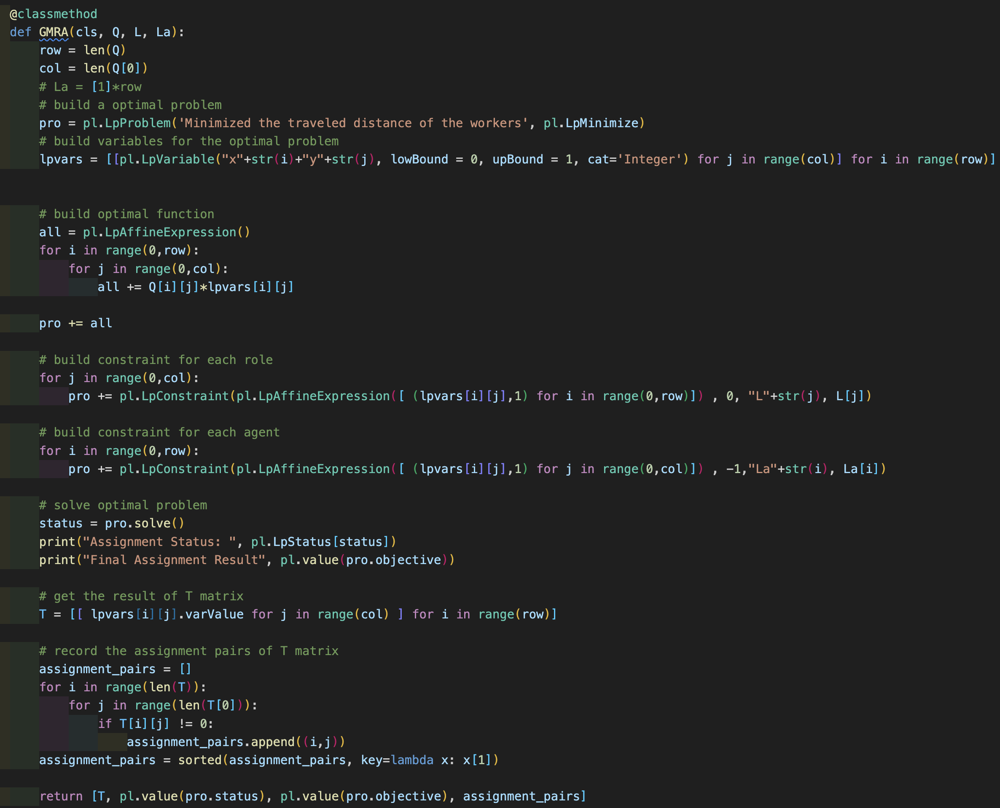 @classmethod
def GMRA(cls, Q, L, La):
    row = len(Q)
    col = len(Q[0])
    # La = [1]*row
    # build a optimal problem
    pro = pl.LpProblem('Minimized the traveled distance of the workers', pl.LpMinimize)
    # build variables for the optimal problem
    lpvars = [[pl.LpVariable("x"+str(i)+"y"+str(j), lowBound = 0, upBound = 1, cat='Integer') for j in range(col)] for i in range(row)]
    # build optimal function
    all = pl.LpAffineExpression()
    for i in range(0,row):
        for j in range(0,col):
            all += Q[i][j]*lpvars[i][j]
    pro += all
    # build constraint for each role
    for j in range(0,col):
        pro += pl.LpConstraint(pl.LpAffineExpression([ (lpvars[i][j],1) for i in range(0,row)]) , 0, "L"+str(j), L[j])
    # build constraint for each agent
    for i in range(0,row):
        pro += pl.LpConstraint(pl.LpAffineExpression([ (lpvars[i][j],1) for j in range(0,col)]) , -1,"La"+str(i), La[i])
    # solve optimal problem
    status = pro.solve()
    print("Assignment Status: ", pl.LpStatus[status])
    print("Final Assignment Result", pl.value(pro.objective))
    # get the result of T matrix
    T = [[ lpvars[i][j].varValue for j in range(col) ] for i in range(row)]
    # record the assignment pairs of T matrix
    assignment_pairs = []
    for i in range(len(T)):
        for j in range(len(T[0])):
            if T[i][j] != 0:
                assignment_pairs.append((i,j))
    assignment_pairs = sorted(assignment_pairs, key=lambda x: x[1])
    return [T, pl.value(pro.status), pl.value(pro.objective), assignment_pairs]